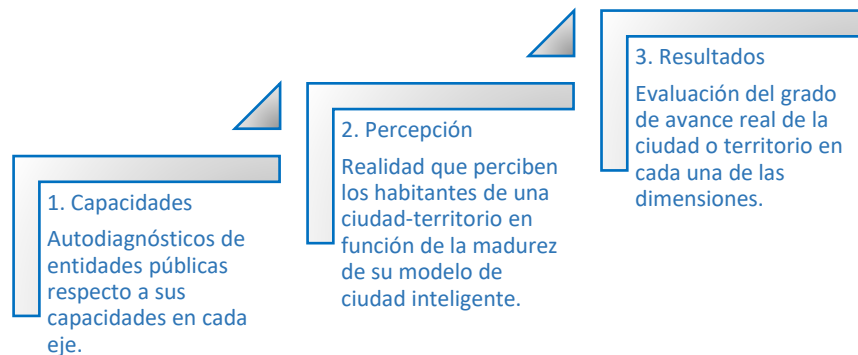 1. Capacidades
Autodiagnósticos de
entidades públicas
respecto a sus
capacidades en cada
eje.
2. Percepción
Realidad que perciben
los habitantes de una
ciudad-territorio en
función de la madurez
de su modelo de
ciudad inteligente.
3. Resultados
Evaluación del grado
de avance real de la
ciudad o territorio en
cada una de las
dimensiones.